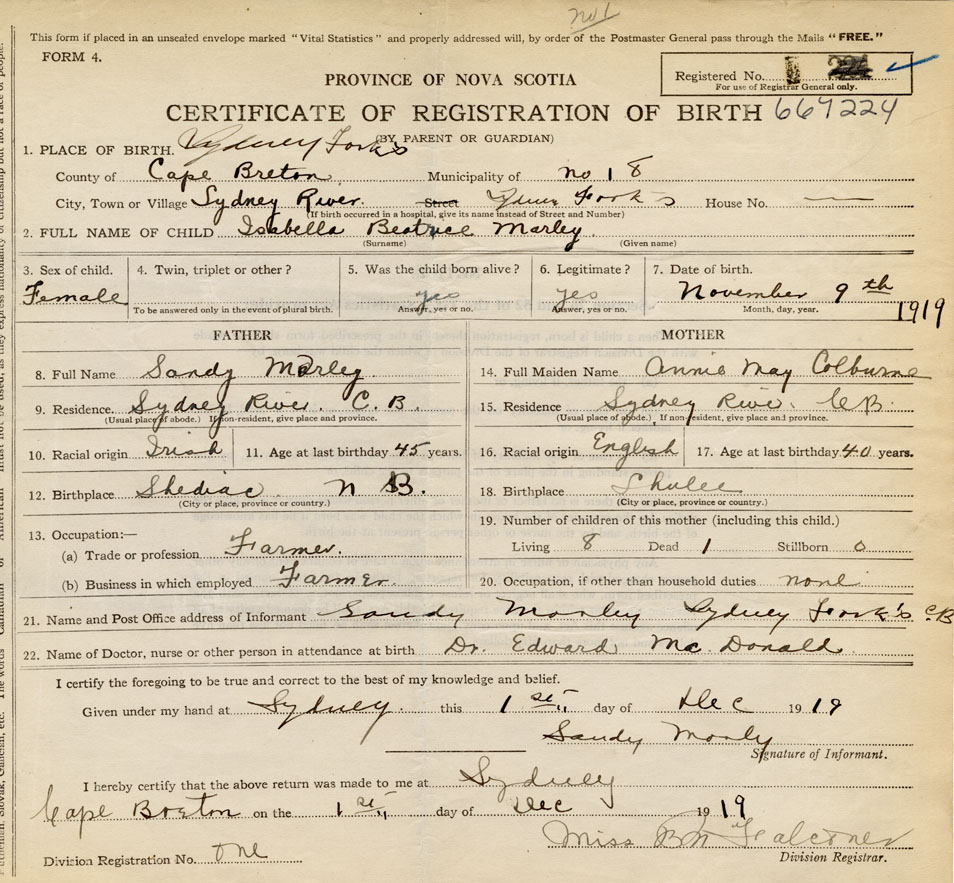 no 1
This form if placed in an unsealed envelope marked "Vital Statistics" and properly addressed will, by order of the Postmaster General pass through the Mails "FREE."
FORM 4.
Registered No.
For use of Registrar General only.
PROVINCE OF NOVA SCOTIA
CERTIFICATE OF REGISTRATION OF BIRTH 667224
(BY PARENT OR GUARDIAN)
1. PLACE OF BIRTH. Sydney Forks
County of Cape Breton Municipality of no 18
City, Town or Village Sydney River. Street Forks House No. —
(If birth occurred in a hospital, give its name instead of Street and Number)
2. FULL NAME OF CHILD Isabella Beatrice Marley
(Surname) (Given name)
3. Sex of child. 4. Twin, triplet or other? 5. Was the child born alive? 6. Legitimate? 7. Date of birth.
Female yes yes November 9th 1919
To be answered only in the event of plural birth. Answer, yes or no. Answer, yes or no. Month, day, year.
FATHER MOTHER
8. Full Name Sandy Marley 14. Full Maiden Name Annie May Colburne
9. Residence Sydney River. C.B. 15. Residence Sydney River. C.B.
(Usual place of abode.) If non-resident, give place and province. (Usual place of abode.) If non-resident, give place and province.
10. Racial origin Irish 11. Age at last birthday 45 years. 16. Racial origin English 17. Age at last birthday 40 years.
12. Birthplace Shediac N B. 18. Birthplace Shulee
(City or place, province or country.) (City or place, province or country.)
13. Occupation:— 19. Number of children of this mother (including this child.)
(a) Trade or profession Farmer. Living 8 Dead 1 Stillborn 0
(b) Business in which employed Farmer. 20. Occupation, if other than household duties none
21. Name and Post Office address of Informant Sandy Morley Sydney Fork's C.B
22. Name of Doctor, nurse or other person in attendance at birth Dr. Edward Mc Donald
I certify the foregoing to be true and correct to the best of my knowledge and belief.
Given under my hand at Sydney. this 1st day of Dec 1919
Sandy Morly
Signature of Informant.
I hereby certify that the above return was made to me at Sydney
Cape Breton on the 1st day of Dec 1919
Miss B M Falconer
Division Registration No. one Division Registrar.